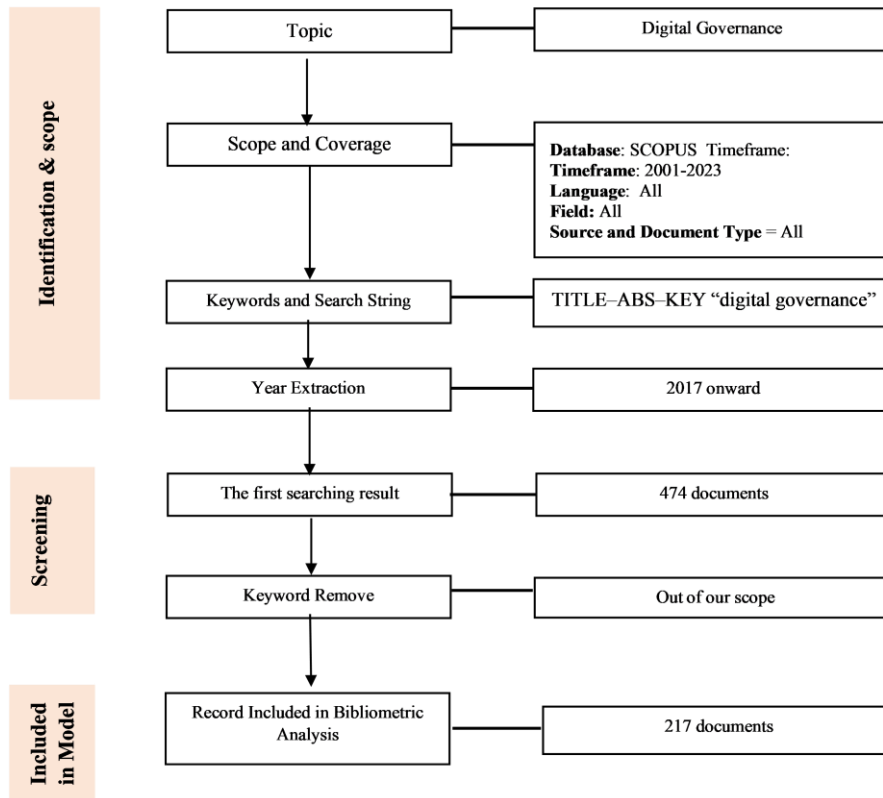 Identification & scope
Topic
Digital Governance
Scope and Coverage
Database: SCOPUS Timeframe:
Timeframe: 2001-2023
Language: All
Field: All
Source and Document Type = All
Keywords and Search String
TITLE–ABS–KEY “digital governance”
Year Extraction
2017 onward
Screening
The first searching result
474 documents
Keyword Remove
Out of our scope
Included
in Model
Record Included in Bibliometric
Analysis
217 documents